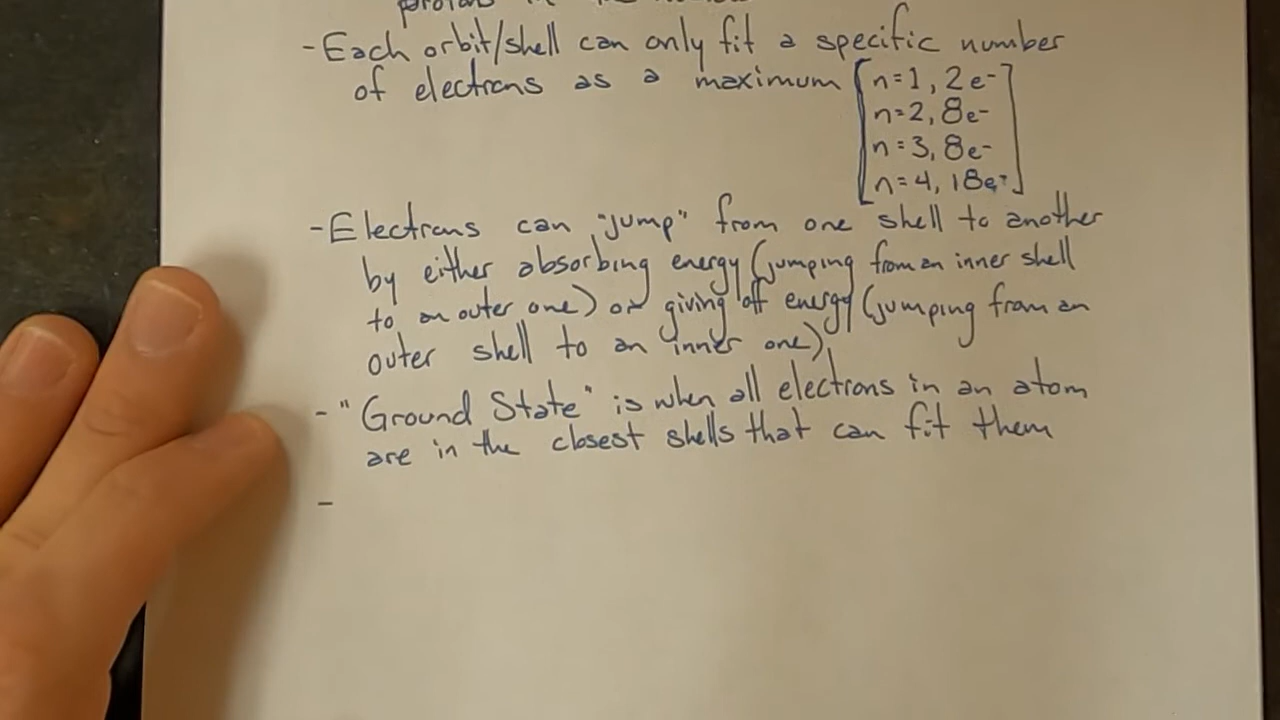 protons in the
- Each orbit/shell can only fit a specific number
of electrons as a maximum
n=1, 2e-
n=2, 8e-
n=3, 8e-
n=4, 18e-
- Electrons can "jump" from one shell to another
by either absorbing energy (jumping from an inner shell
to an outer one) or giving off energy (jumping from an
outer shell to an inner one)
- "Ground State" is when all electrons in an atom
are in the closest shells that can fit them
-